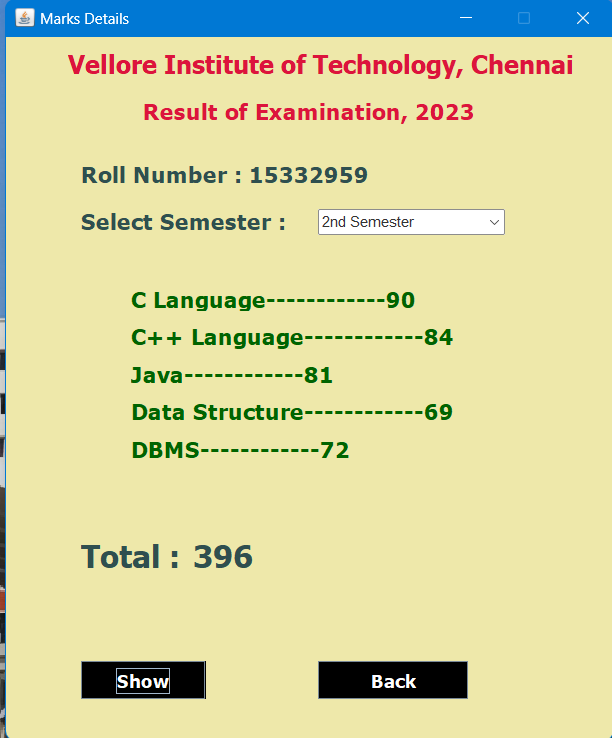 Marks Details
Vellore Institute of Technology, Chennai
Result of Examination, 2023
Roll Number : 15332959
Select Semester : 2nd Semester
C Language------------90
C++ Language------------84
Java------------81
Data Structure------------69
DBMS------------72
Total : 396
Show Back